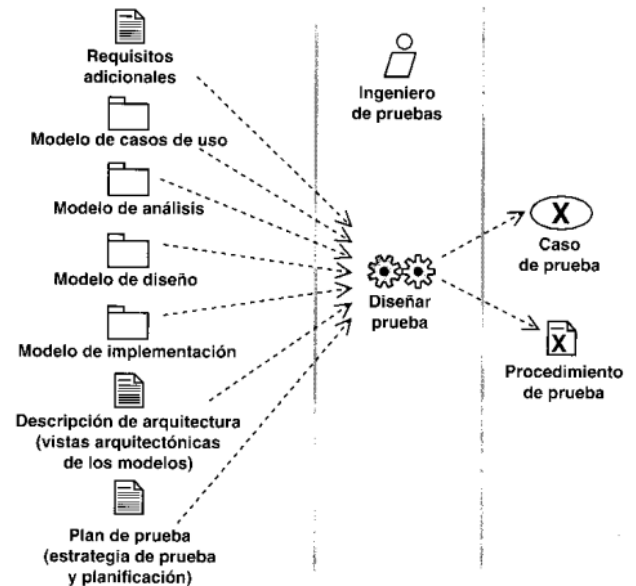 Requisitos
adicionales
Modelo de casos de uso
Modelo de análisis
Modelo de diseño
Modelo de implementación
Descripción de arquitectura
(vistas arquitectónicas
de los modelos)
Plan de prueba
(estrategia de prueba
y planificación)
Ingeniero
de pruebas
Diseñar
prueba
X
Caso
de prueba
X
Procedimiento
de prueba